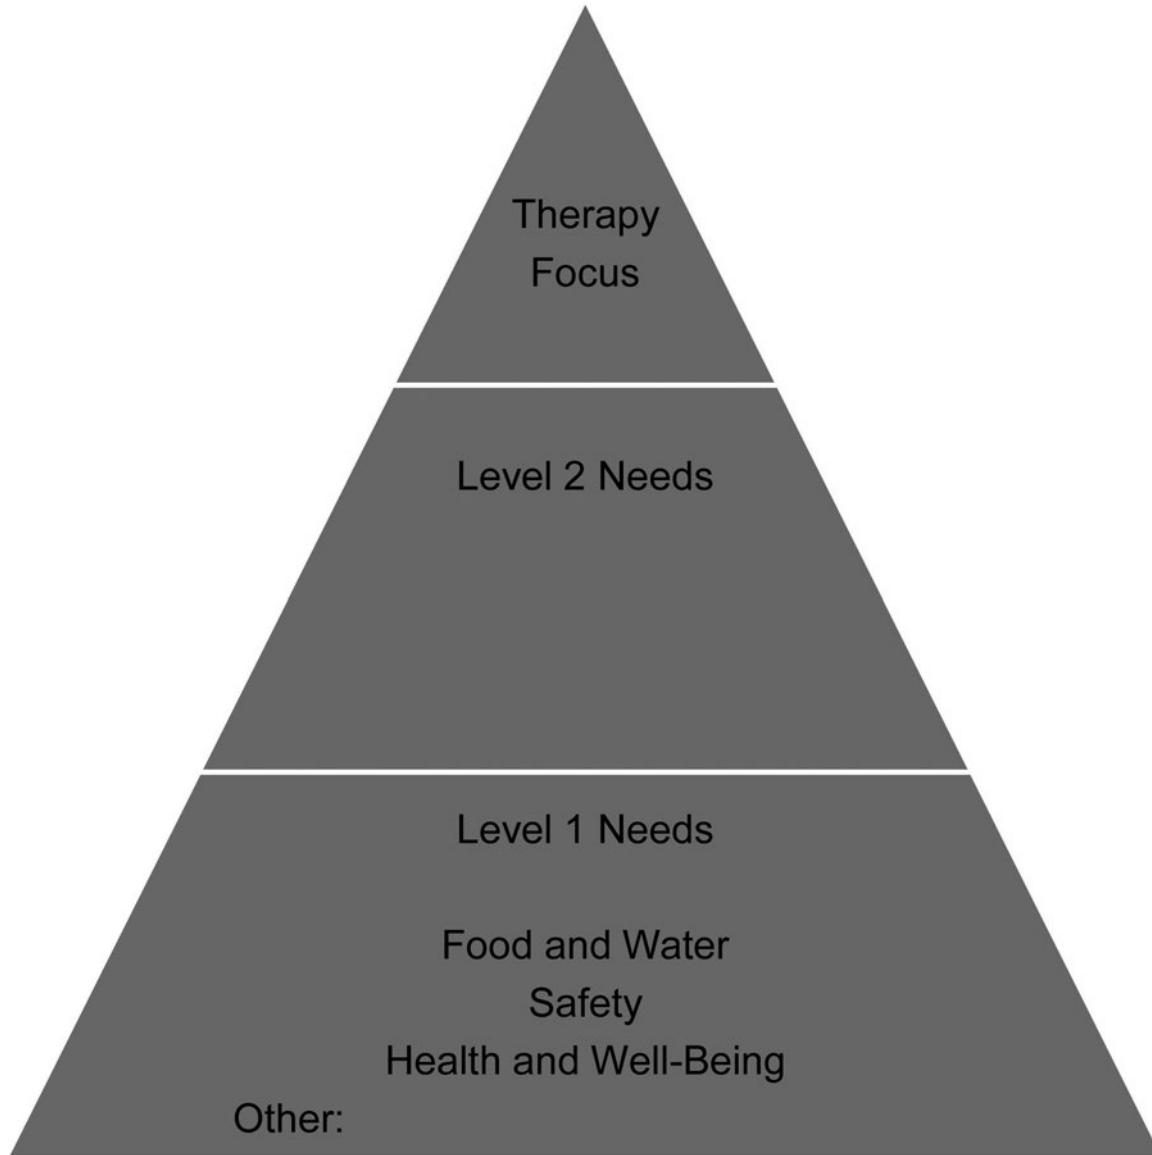 Therapy
Focus
Level 2 Needs
Level 1 Needs
Food and Water
Safety
Health and Well-Being
Other: